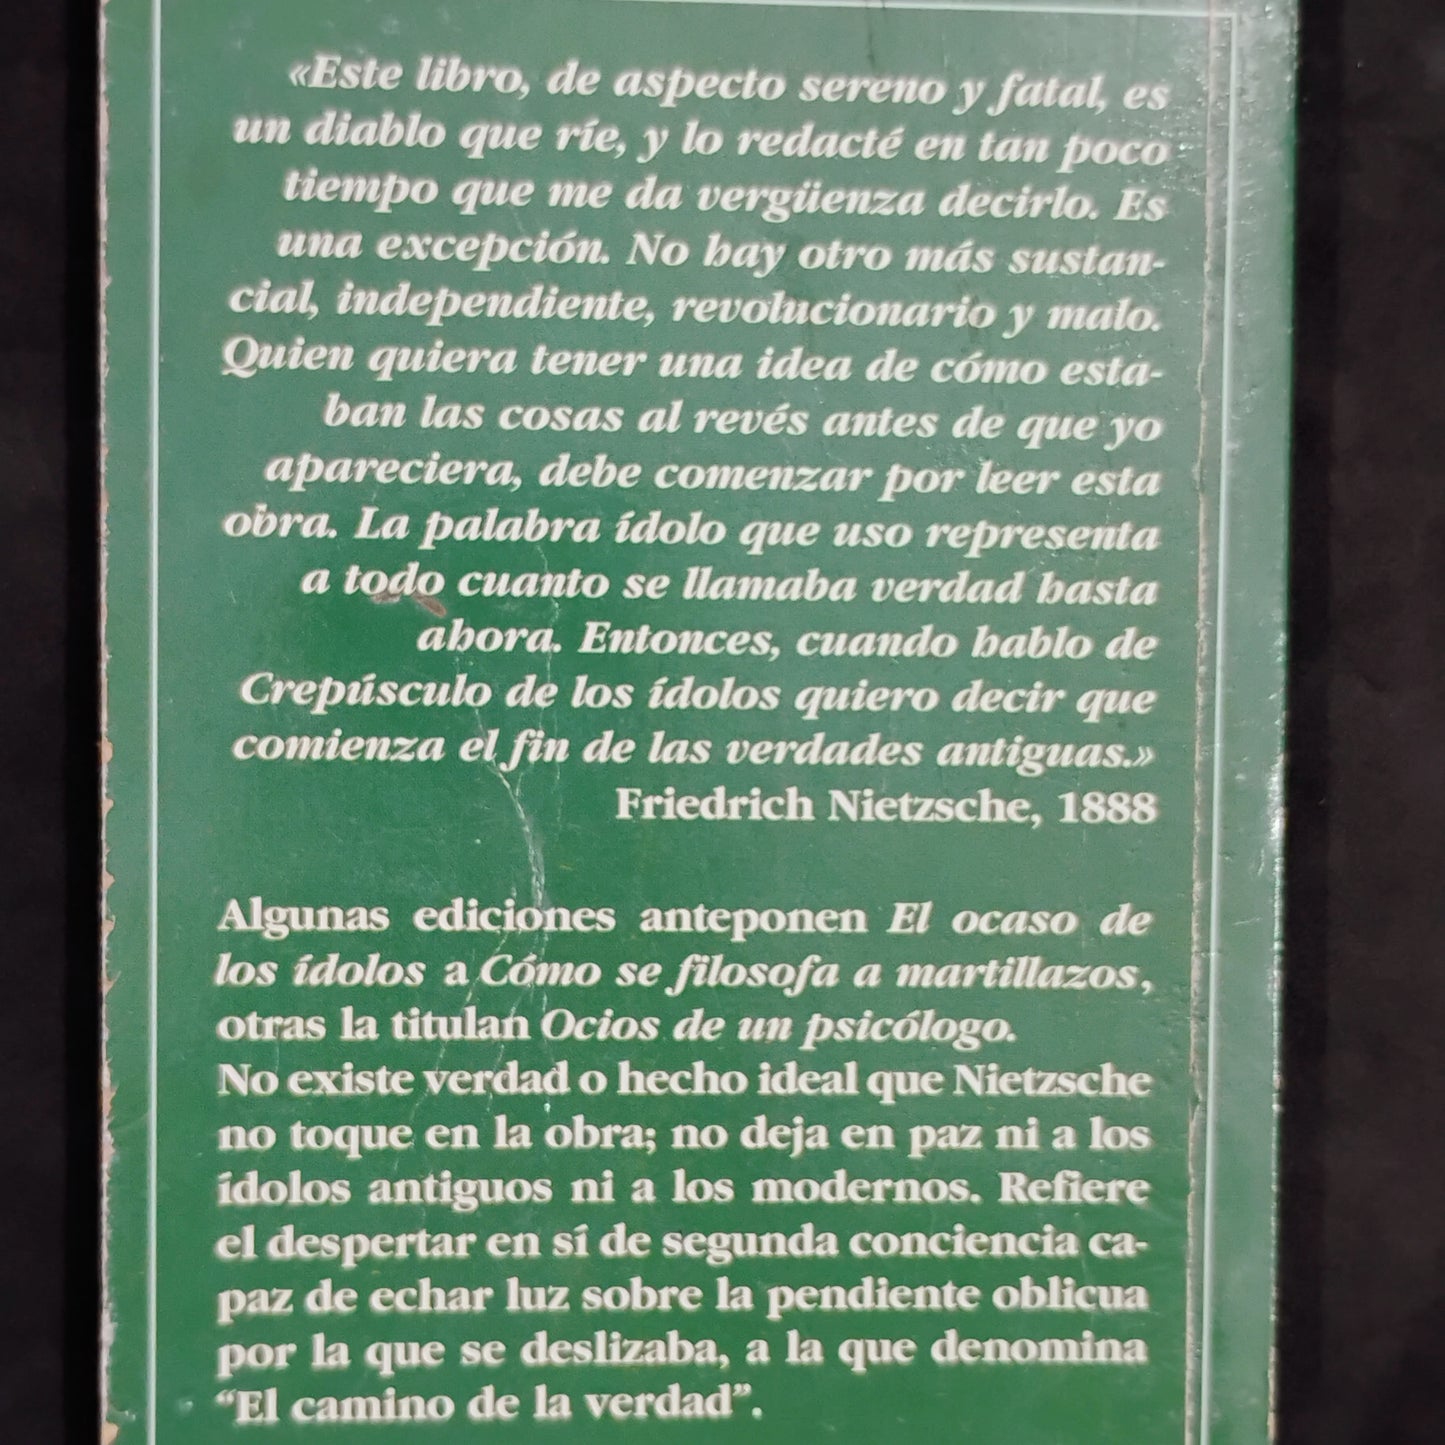 «Este libro, de aspecto sereno y fatal, es
un diablo que ríe, y lo redacté en tan poco
tiempo que me da vergüenza decirlo. Es
una excepción. No hay otro más sustan-
cial, independiente, revolucionario y malo.
Quien quiera tener una idea de cómo esta-
ban las cosas al revés antes de que yo
apareciera, debe comenzar por leer esta
obra. La palabra ídolo que uso representa
a todo cuanto se llamaba verdad hasta
ahora. Entonces, cuando hablo de
Crepúsculo de los ídolos quiero decir que
comienza el fin de las verdades antiguas.»
Friedrich Nietzsche, 1888
Algunas ediciones anteponen El ocaso de
los ídolos a Cómo se filosofa a martillazos,
otras la titulan Ocios de un psicólogo.
No existe verdad o hecho ideal que Nietzsche
no toque en la obra; no deja en paz ni a los
ídolos antiguos ni a los modernos. Refiere
el despertar en sí de segunda conciencia ca-
paz de echar luz sobre la pendiente oblicua
por la que se deslizaba, a la que denomina
“El camino de la verdad”.